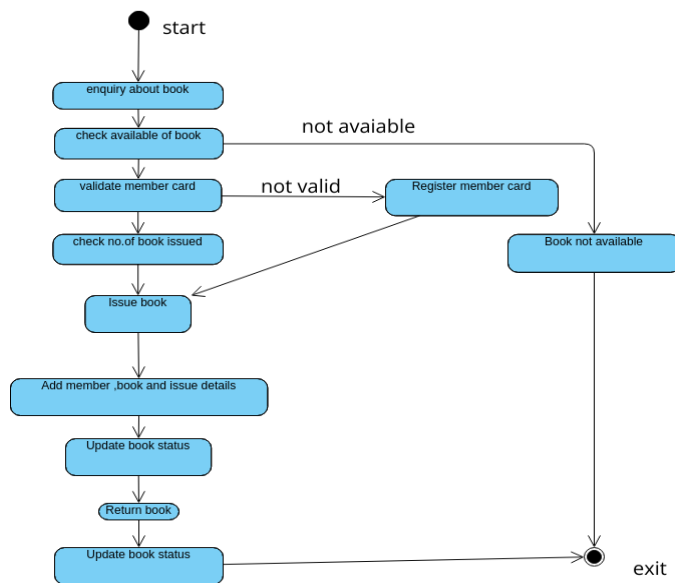 start
enquiry about book
check available of book
not avaiable
validate member card
not valid
Register member card
check no.of book issued
Book not available
Issue book
Add member ,book and issue details
Update book status
Return book
Update book status
exit